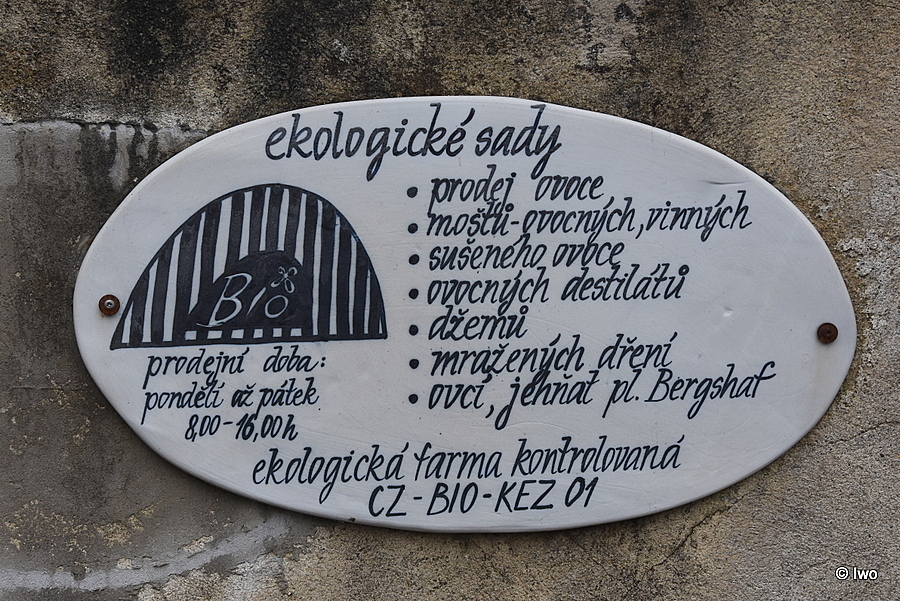 ekologické sady
• prodej ovoce
• moštů-ovocných, vinných
• sušeného ovoce
• ovocných destilátů
• džemů
• mražených dření
• ovcí, jehňat pl. Bergshaf
Bio
prodejní doba:
pondělí až pátek
8,00-16,00h
ekologická farma kontrolovaná
CZ-BIO-KEZ 01
© Iwo